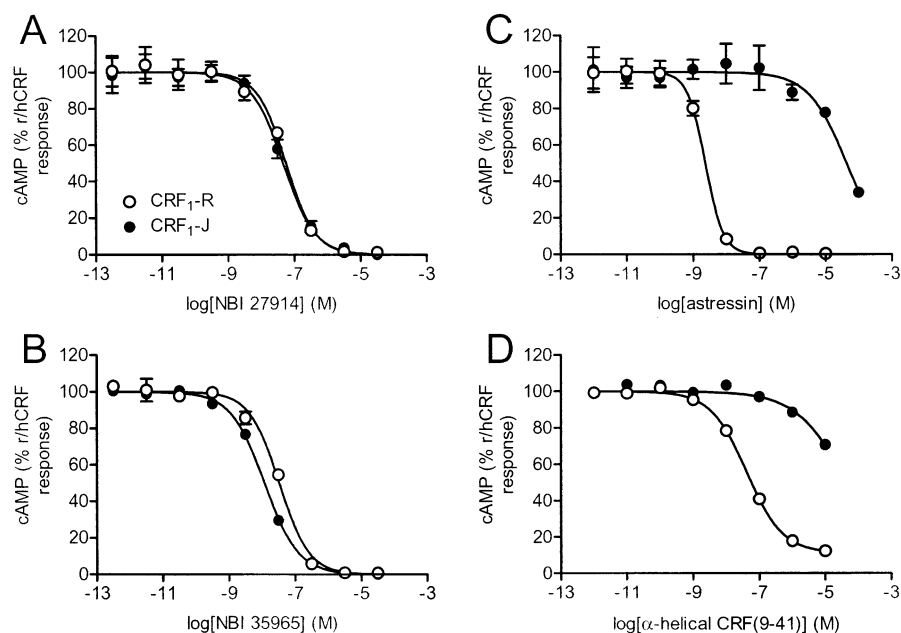 A
cAMP (% r/hCRF
response)
120
100
80
60
40
20
0
CRF₁-R
CRF₁-J
-13 -11 -9 -7 -5 -3
log[NBI 27914] (M)
C
cAMP (% r/hCRF
response)
120
100
80
60
40
20
0
-13 -11 -9 -7 -5 -3
log[astressin] (M)
B
cAMP (% r/hCRF
response)
120
100
80
60
40
20
0
-13 -11 -9 -7 -5 -3
log[NBI 35965] (M)
D
cAMP (% r/hCRF
response)
120
100
80
60
40
20
0
-13 -11 -9 -7 -5 -3
log[α-helical CRF(9-41)] (M)